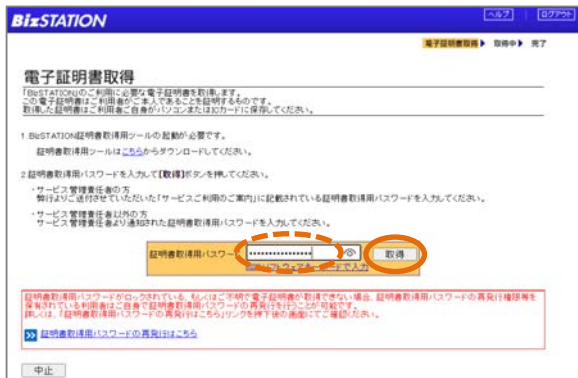 BizSTATION
ヘルプ
ログアウト
電子証明書取得
取得中
完了
電子証明書取得
「BizSTATION」のご利用に必要な電子証明書を取得します。
この電子証明書はご利用者がご本人であることを証明するものです。
取得した電子証明書はご利用者ご自身がパソコンまたはICカードに保存してください。
1.BizSTATION証明書取得用ツールの起動が必要です。
証明書取得用ツールはこちらからダウンロードしてください。
2.証明書取得用パスワードを入力して【取得】ボタンを押してください。
・サービス管理責任者の方
弊行よりご送付させていただいた「サービスご利用のご案内」に記載されている証明書取得用パスワードを入力してください。
・サービス管理責任者以外の方
サービス管理責任者より通知された証明書取得用パスワードを入力してください。
証明書取得用パスワード
取得
ソフトウェアキーボードで入力
証明書取得用パスワードがロックされている、もしくはご不明で電子証明書が取得できない場合、証明書取得用パスワードの再発行権限等を
保有されている利用者はご自身で証明書取得用パスワードの再発行を行うことが可能です。
詳しくは、「証明書取得用パスワードの再発行はこちら」リンクを押下後の画面にてご確認ください。
証明書取得用パスワードの再発行はこちら
中止